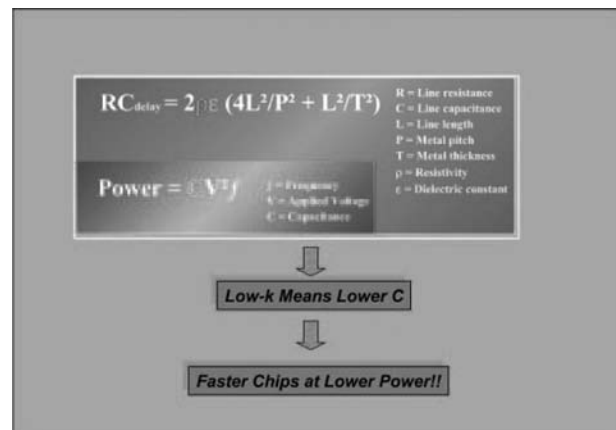 RCdelay = 2ρε (4L²/P² + L²/T²)
R = Line resistance
C = Line capacitance
L = Line length
P = Metal pitch
T = Metal thickness
ρ = Resistivity
ε = Dielectric constant
Power = CV²f
f = Frequency
V = Applied Voltage
C = Capacitance
Low-k Means Lower C
Faster Chips at Lower Power!!